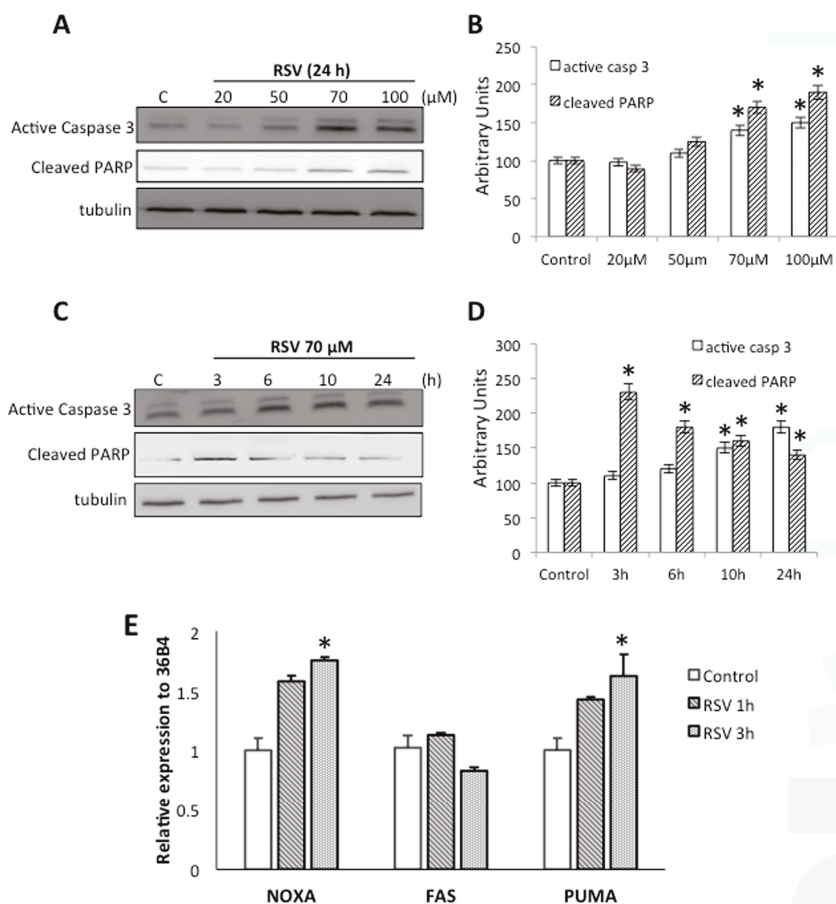 A
RSV (24 h)
C 20 50 70 100 (μM)
Active Caspase 3
Cleaved PARP
tubulin
B
250
200
150
100
50
0
Arbitrary Units
active casp 3
cleaved PARP
* * * *
Control 20μM 50μm 70μM 100μM
C
RSV 70 μM
C 3 6 10 24 (h)
Active Caspase 3
Cleaved PARP
tubulin
D
300
250
200
150
100
50
0
Arbitrary Units
active casp 3
cleaved PARP
* * * * * *
Control 3h 6h 10h 24h
E
Relative expression to 36B4
2
1.5
1
0.5
0
* *
Control
RSV 1h
RSV 3h
NOXA FAS PUMA